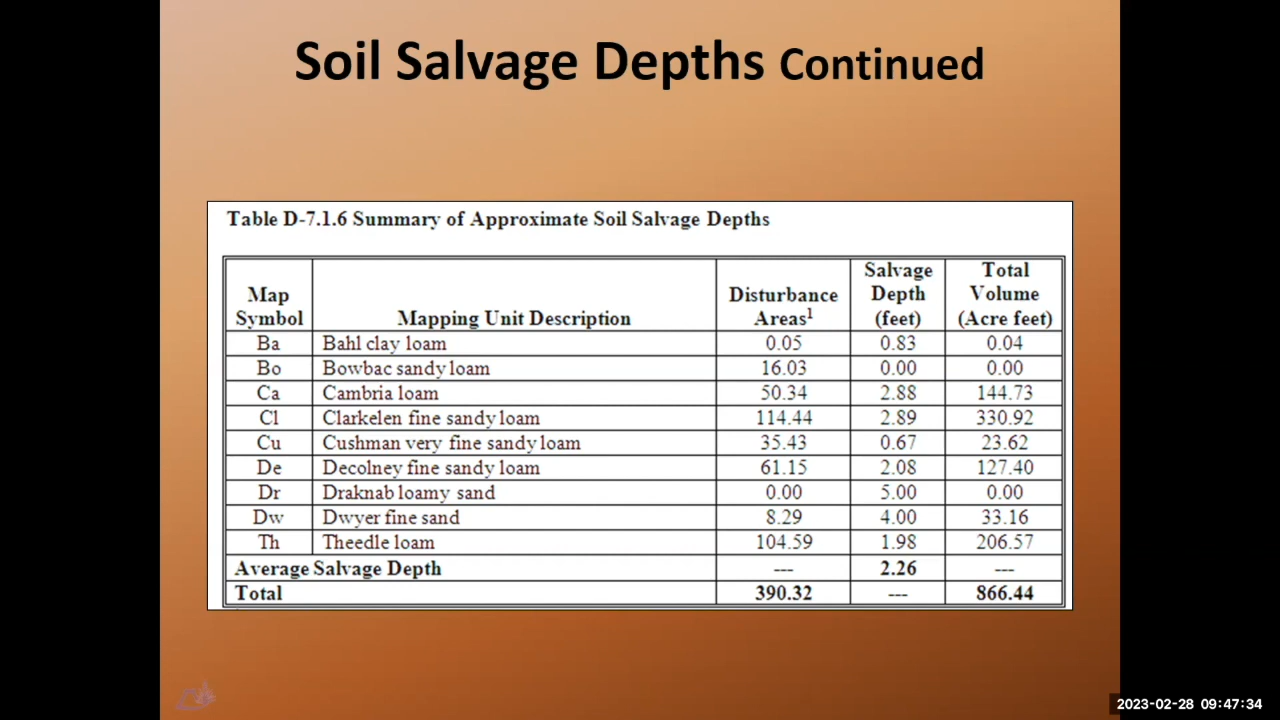 Soil Salvage Depths Continued
Table D-7.1.6 Summary of Approximate Soil Salvage Depths
Map Symbol Mapping Unit Description Disturbance Areas1 Salvage Depth (feet) Total Volume (Acre feet)
Ba Bahl clay loam 0.05 0.83 0.04
Bo Bowbac sandy loam 16.03 0.00 0.00
Ca Cambria loam 50.34 2.88 144.73
Cl Clarkelen fine sandy loam 114.44 2.89 330.92
Cu Cushman very fine sandy loam 35.43 0.67 23.62
De Decolney fine sandy loam 61.15 2.08 127.40
Dr Draknab loamy sand 0.00 5.00 0.00
Dw Dwyer fine sand 8.29 4.00 33.16
Th Theedle loam 104.59 1.98 206.57
Average Salvage Depth --- 2.26 ---
Total 390.32 --- 866.44
2023-02-28 09:47:34